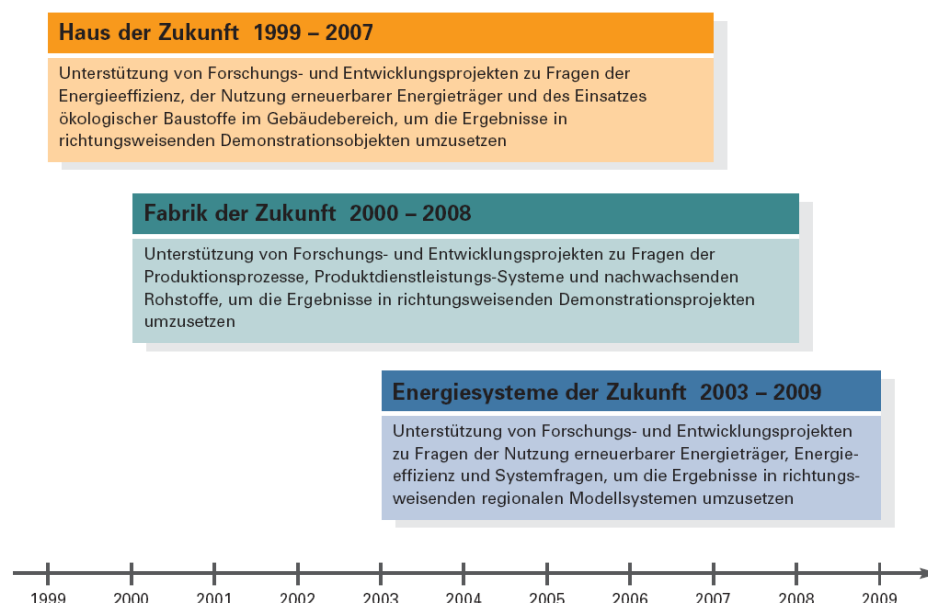 Haus der Zukunft 1999 – 2007
Unterstützung von Forschungs- und Entwicklungsprojekten zu Fragen der
Energieeffizienz, der Nutzung erneuerbarer Energieträger und des Einsatzes
ökologischer Baustoffe im Gebäudebereich, um die Ergebnisse in
richtungsweisenden Demonstrationsobjekten umzusetzen
Fabrik der Zukunft 2000 – 2008
Unterstützung von Forschungs- und Entwicklungsprojekten zu Fragen der
Produktionsprozesse, Produktdienstleistungs-Systeme und nachwachsenden
Rohstoffe, um die Ergebnisse in richtungsweisenden Demonstrationsprojekten
umzusetzen
Energiesysteme der Zukunft 2003 – 2009
Unterstützung von Forschungs- und Entwicklungsprojekten
zu Fragen der Nutzung erneuerbarer Energieträger, Energie-
effizienz und Systemfragen, um die Ergebnisse in richtungs-
weisenden regionalen Modellsystemen umzusetzen
1999 2000 2001 2002 2003 2004 2005 2006 2007 2008 2009